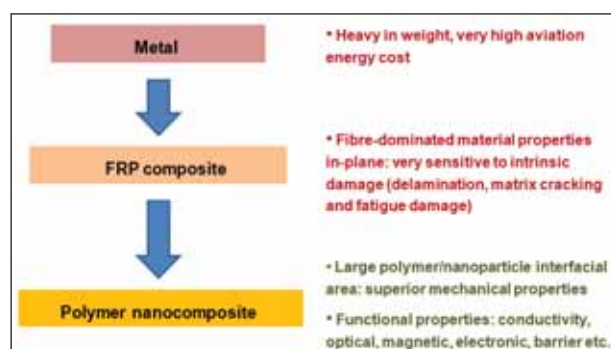 Metal
• Heavy in weight, very high aviation
energy cost
FRP composite
• Fibre-dominated material properties
in-plane: very sensitive to intrinsic
damage (delamination, matrix cracking
and fatigue damage)
Polymer nanocomposite
• Large polymer/nanoparticle interfacial
area: superior mechanical properties
• Functional properties: conductivity,
optical, magnetic, electronic, barrier etc.